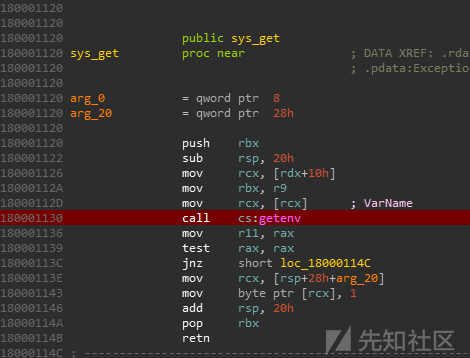 180001120
180001120
180001120 public sys_get
180001120 sys_get proc near ; DATA XREF: .rda
180001120 ; .pdata:Exceptio
180001120
180001120 arg_0 = qword ptr 8
180001120 arg_20 = qword ptr 28h
180001120
180001120 push rbx
180001122 sub rsp, 20h
180001126 mov rcx, [rdx+10h]
18000112A mov rbx, r9
18000112D mov rcx, [rcx] ; VarName
180001130 call cs:getenv
180001136 mov r11, rax
180001139 test rax, rax
18000113C jnz short loc_18000114C
18000113E mov rcx, [rsp+28h+arg_20]
180001143 mov byte ptr [rcx], 1
180001146 add rsp, 20h
18000114A pop rbx
18000114B retn
18000114C ; -----------------------------------------------
先知社区